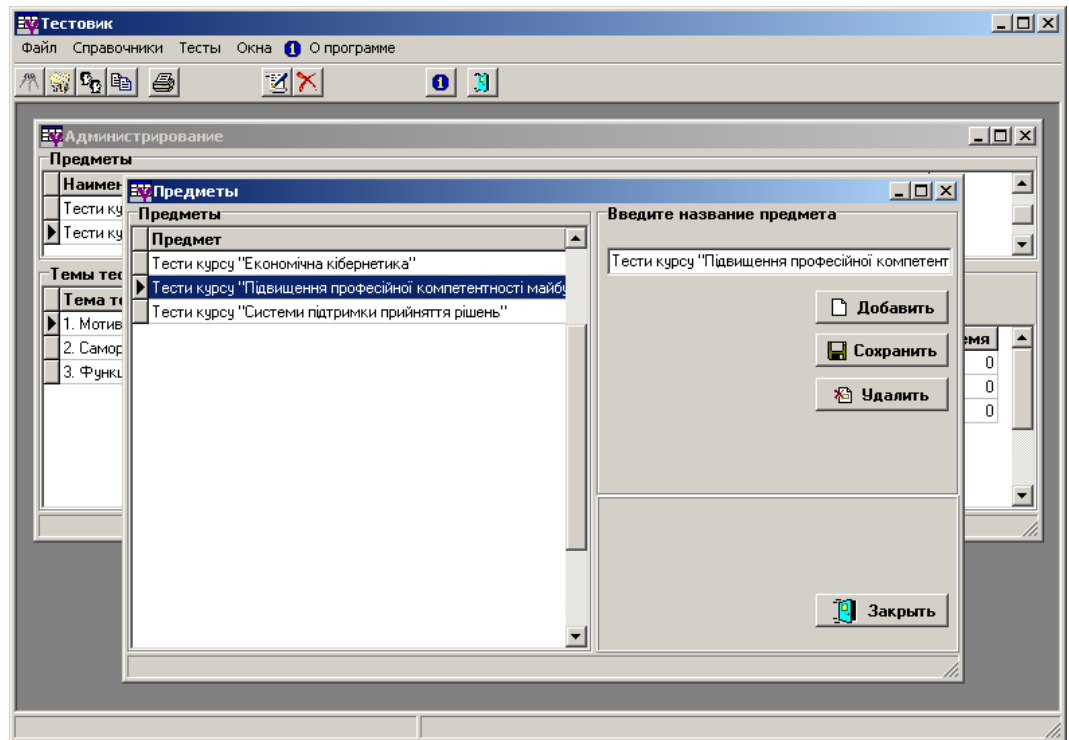 Тестовик
Файл Справочники Тесты Окна О программе
Администрирование
Предметы
Наимен
Тести ку
Тести ку
Темы тес
Тема те
1. Мотив
2. Самор
3. Функц
емя
0
0
0
Предметы
Предметы
Предмет
Тести курсу "Економічна кібернетика"
Тести курсу "Підвищення професійної компетентності майбу
Тести курсу "Системи підтримки прийняття рішень"
Введите название предмета
Тести курсу "Підвищення професійної компетент
Добавить
Сохранить
Удалить
Закрыть